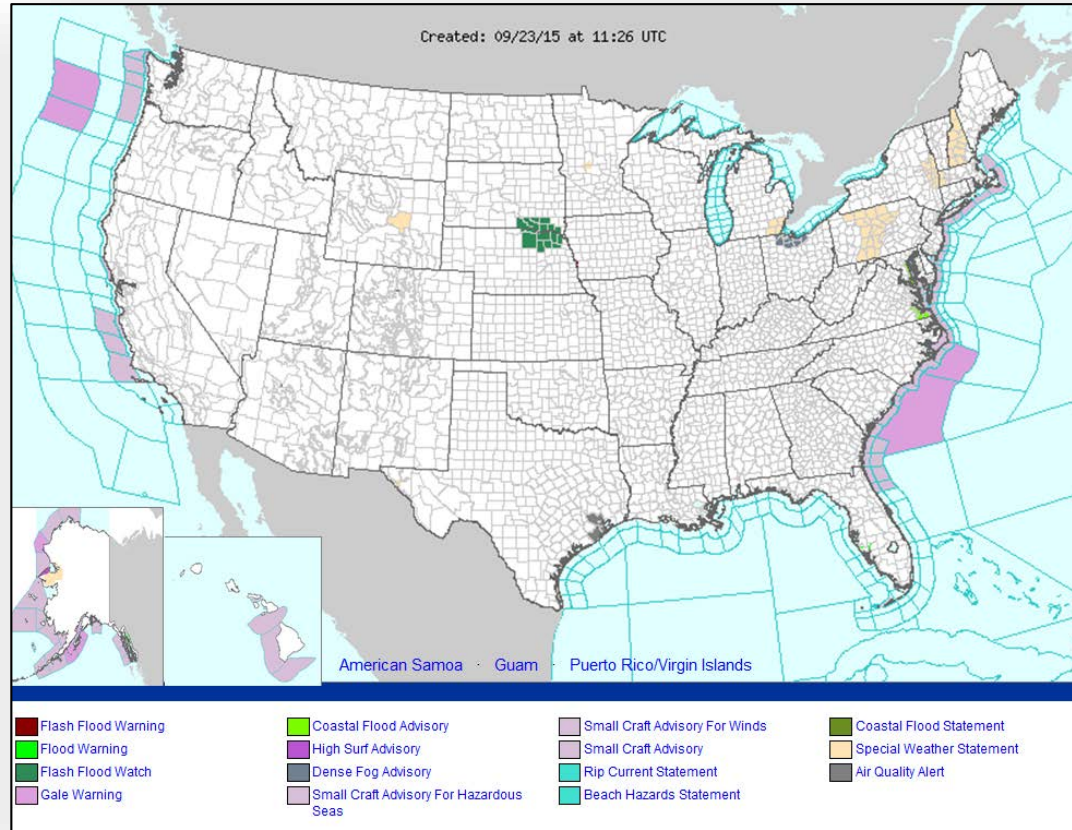 Created: 09/23/15 at 11:26 UTC
American Samoa · Guam · Puerto Rico/Virgin Islands
Flash Flood Warning
Flood Warning
Flash Flood Watch
Gale Warning
Coastal Flood Advisory
High Surf Advisory
Dense Fog Advisory
Small Craft Advisory For Hazardous
Seas
Small Craft Advisory For Winds
Small Craft Advisory
Rip Current Statement
Beach Hazards Statement
Coastal Flood Statement
Special Weather Statement
Air Quality Alert